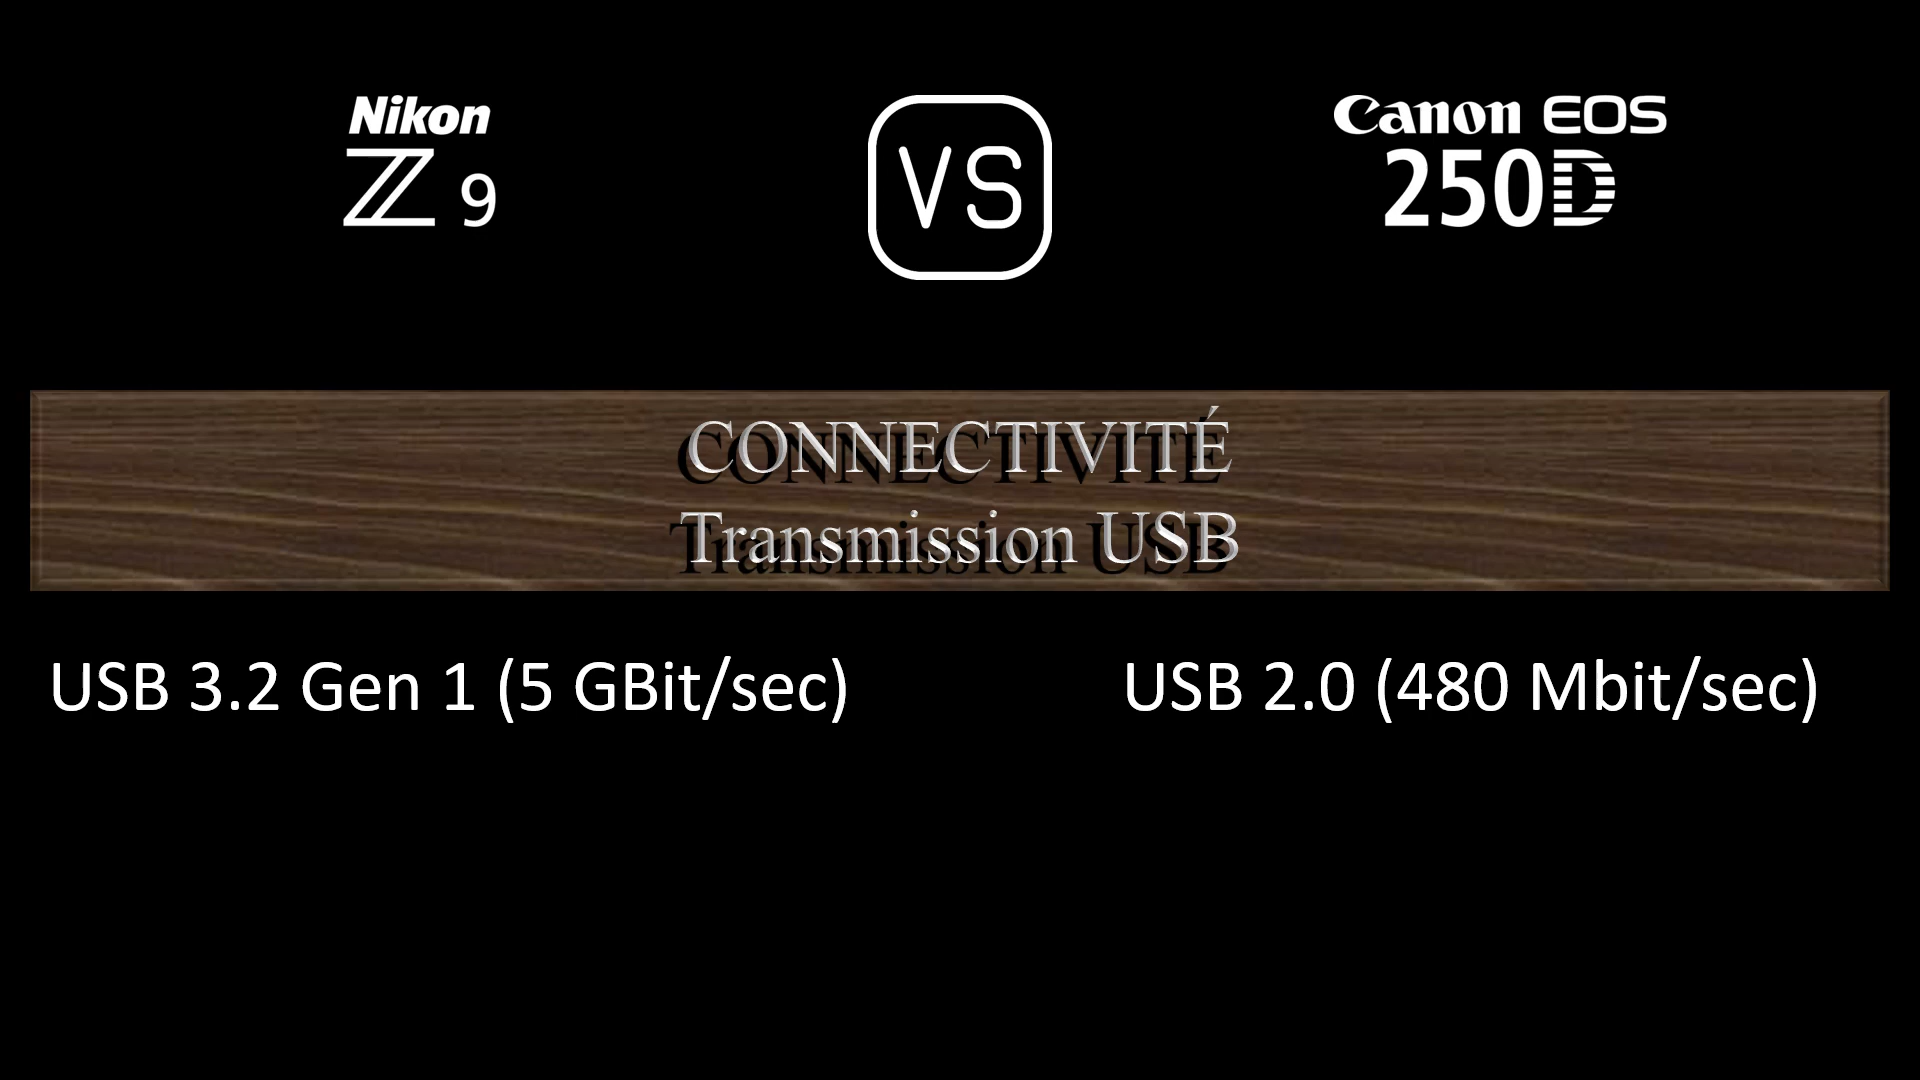 Nikon
Z 9
VS
Canon EOS
250D
CONNECTIVITÉ
Transmission USB
USB 3.2 Gen 1 (5 GBit/sec)
USB 2.0 (480 Mbit/sec)